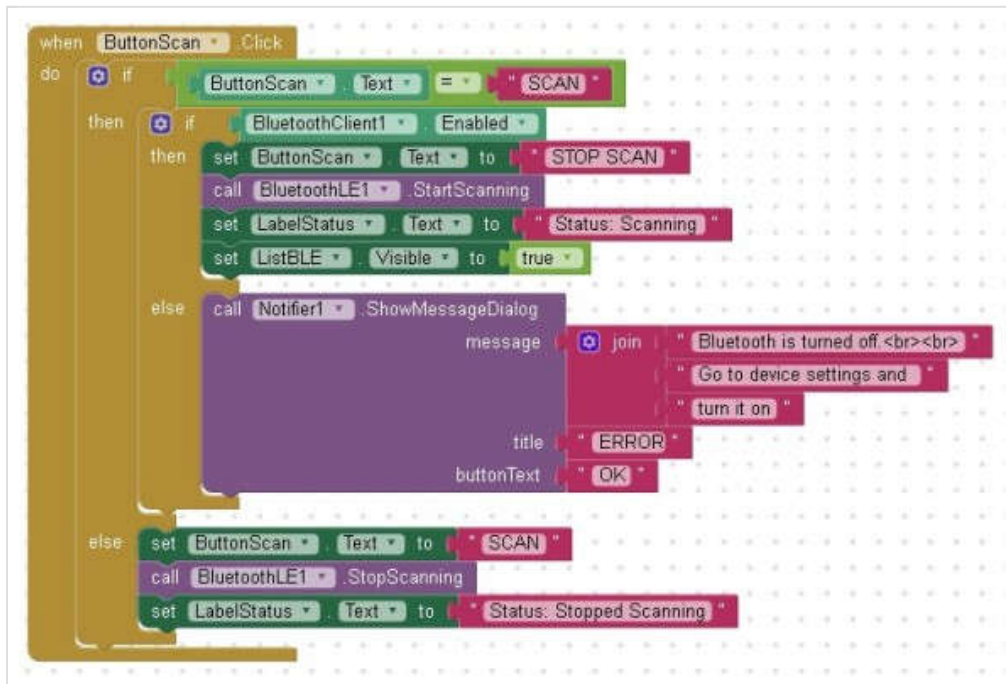 when ButtonScan .Click
do if ButtonScan . Text = " SCAN "
then if BluetoothClient1 . Enabled
then set ButtonScan . Text to " STOP SCAN "
call BluetoothLE1 .StartScanning
set LabelStatus . Text to " Status: Scanning "
set ListBLE . Visible to true
else call Notifier1 .ShowMessageDialog
message join " Bluetooth is turned off.<br><br> "
" Go to device settings and "
" turn it on "
title " ERROR "
buttonText " OK "
else set ButtonScan . Text to " SCAN "
call BluetoothLE1 .StopScanning
set LabelStatus . Text to " Status: Stopped Scanning "